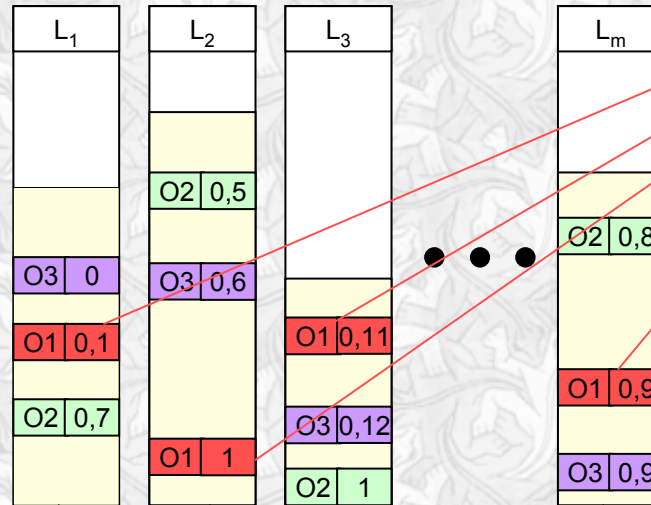 L1 L2 L3 Lm
O2 0,5
O2 0,8
O3 0 O3 0,6
O1 0,1 O1 0,11
O1 0,9
O2 0,7 O3 0,12
O1 1 O3 0,9
O2 1